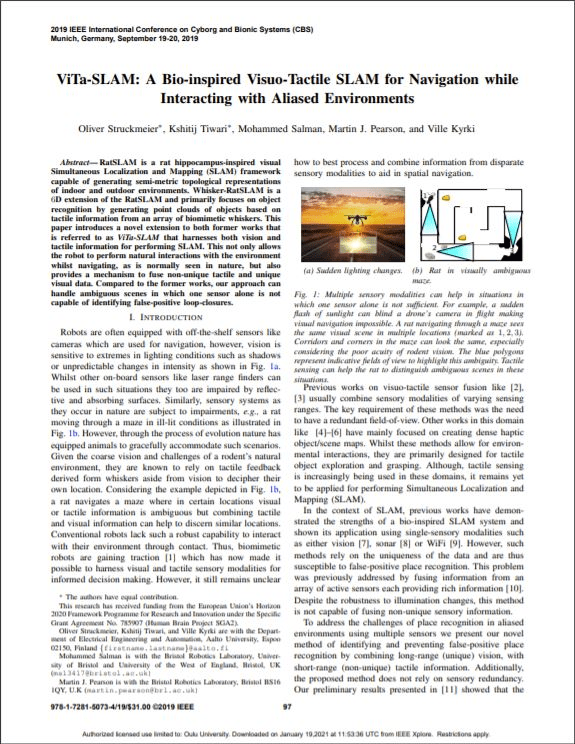 2019 IEEE International Conference on Cyborg and Bionic Systems (CBS)
Munich, Germany, September 19-20, 2019
ViTa-SLAM: A Bio-inspired Visuo-Tactile SLAM for Navigation while
Interacting with Aliased Environments
Oliver Struckmeier*, Kshitij Tiwari*, Mohammed Salman, Martin J. Pearson, and Ville Kyrki
Abstract— RatSLAM is a rat hippocampus-inspired visual
Simultaneous Localization and Mapping (SLAM) framework
capable of generating semi-metric topological representations
of indoor and outdoor environments. Whisker-RatSLAM is a
6D extension of the RatSLAM and primarily focuses on object
recognition by generating point clouds of objects based on
tactile information from an array of biomimetic whiskers. This
paper introduces a novel extension to both former works that
is referred to as ViTa-SLAM that harnesses both vision and
tactile information for performing SLAM. This not only allows
the robot to perform natural interactions with the environment
whilst navigating, as is normally seen in nature, but also
provides a mechanism to fuse non-unique tactile and unique
visual data. Compared to the former works, our approach can
handle ambiguous scenes in which one sensor alone is not
capable of identifying false-positive loop-closures.
I. INTRODUCTION
Robots are often equipped with off-the-shelf sensors like
cameras which are used for navigation, however, vision is
sensitive to extremes in lighting conditions such as shadows
or unpredictable changes in intensity as shown in Fig. 1a.
Whilst other on-board sensors like laser range finders can
be used in such situations they too are impaired by reflec-
tive and absorbing surfaces. Similarly, sensory systems as
they occur in nature are subject to impairments, e.g., a rat
moving through a maze in ill-lit conditions as illustrated in
Fig. 1b. However, through the process of evolution nature has
equipped animals to gracefully accommodate such scenarios.
Given the coarse vision and challenges of a rodent's natural
environment, they are known to rely on tactile feedback
derived form whiskers aside from vision to decipher their
own location. Considering the example depicted in Fig. 1b,
a rat navigates a maze where in certain locations visual
or tactile information is ambiguous but combining tactile
and visual information can help to discern similar locations.
Conventional robots lack such a robust capability to interact
with their environment through contact. Thus, biomimetic
robots are gaining traction [1] which has now made it
possible to harness visual and tactile sensory modalities for
informed decision making. However, it still remains unclear
* The authors have equal contribution.
This research has received funding from the European Union's Horizon
2020 Framework Programme for Research and Innovation under the Specific
Grant Agreement No. 785907 (Human Brain Project SGA2).
Oliver Struckmeier, Kshitij Tiwari, and Ville Kyrki are with the Depart-
ment of Electrical Engineering and Automation, Aalto University, Espoo
02150, Finland {firstname.lastname}@aalto.fi
Mohammed Salman is with the Bristol Robotics Laboratory, Univer-
sity of Bristol and University of the West of England, Bristol, UK
(msl3417@bristol.ac.uk)
Martin J. Pearson is with the Bristol Robotics Laboratory, Bristol BS16
1QY, U.K (martin.pearson@brl.ac.uk)
how to best process and combine information from disparate
sensory modalities to aid in spatial navigation.
(a) Sudden lighting changes.
(b) Rat in visually ambiguous
maze.
Fig. 1: Multiple sensory modalities can help in situations in
which one sensor alone is not sufficient. For example, a sudden
flash of sunlight can blind a drone's camera in flight making
visual navigation impossible. A rat navigating through a maze sees
the same visual scene in multiple locations (marked as 1, 2, 3).
Corridors and corners in the maze can look the same, especially
considering the poor acuity of rodent vision. The blue polygons
represent indicative fields of view to highlight this ambiguity. Tactile
sensing can help the rat to distinguish ambiguous scenes in these
situations.
Previous works on visuo-tactile sensor fusion like [2],
[3] usually combine sensory modalities of varying sensing
ranges. The key requirement of these methods was the need
to have a redundant field-of-view. Other works in this domain
like [4]–[6] have mainly focused on creating dense haptic
object/scene maps. Whilst these methods allow for environ-
mental interactions, they are primarily designed for tactile
object exploration and grasping. Although, tactile sensing
is increasingly being used in these domains, it remains yet
to be applied for performing Simultaneous Localization and
Mapping (SLAM).
In the context of SLAM, previous works have demon-
strated the strengths of a bio-inspired SLAM system and
shown its application using single-sensory modalities such
as either vision [7], sonar [8] or WiFi [9]. However, such
methods rely on the uniqueness of the data and are thus
susceptible to false-positive place recognition. This problem
was previously addressed by fusing information from an
array of active sensors each providing rich information [10].
Despite the robustness to illumination changes, this method
is not capable of fusing non-unique sensory information.
To address the challenges of place recognition in aliased
environments using multiple sensors we present our novel
method of identifying and preventing false-positive place
recognition by combining long-range (unique) vision, with
short-range (non-unique) tactile information. Additionally,
the proposed method does not rely on sensory redundancy.
Our preliminary results presented in [11] showed that the
978-1-7281-5073-4/19/$31.00 ©2019 IEEE
97
Authorized licensed use limited to: Oulu University. Downloaded on January 19,2021 at 11:53:36 UTC from IEEE Xplore. Restrictions apply.